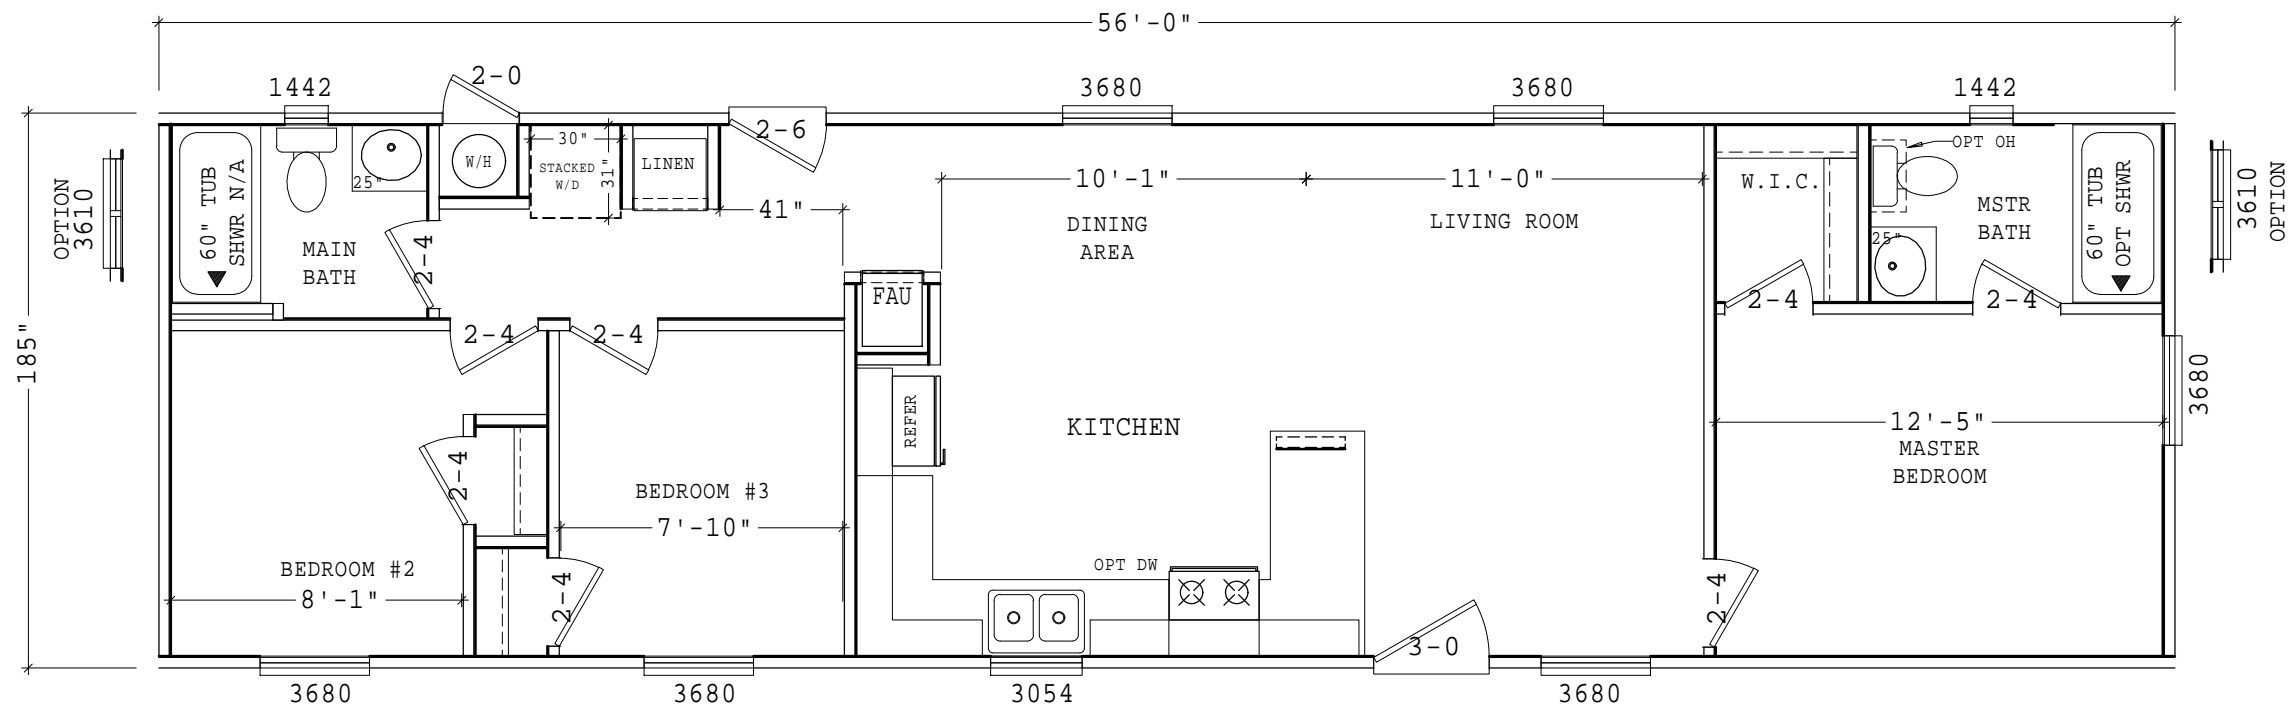 56'-0"
2-0
1442
3680
3680
1442
2-6
30"
W/H
STACKED
W/D
31"
LINEN
OPT OH
60" TUB
SHWR N/A
25"
10'-1"
11'-0"
W.I.C.
OPTION
3610
41"
DINING
AREA
LIVING ROOM
MSTR
BATH
60" TUB
OPT SHWR
3610
OPTION
MAIN
BATH
2-4
25"
FAU
2-4
2-4
2-4
2-4
185"
3680
REFER
KITCHEN
12'-5"
MASTER
BEDROOM
2-4
BEDROOM #3
7'-10"
OPT DW
BEDROOM #2
8'-1"
2-4
2-4
3-0
3680
3680
3054
3680